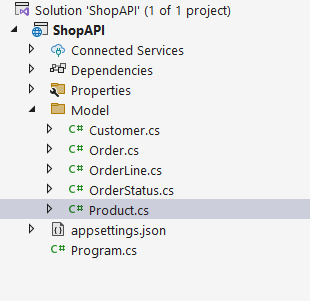 Solution 'ShopAPI' (1 of 1 project)
ShopAPI
Connected Services
Dependencies
Properties
Model
C# Customer.cs
C# Order.cs
C# OrderLine.cs
C# OrderStatus.cs
C# Product.cs
appsettings.json
C# Program.cs